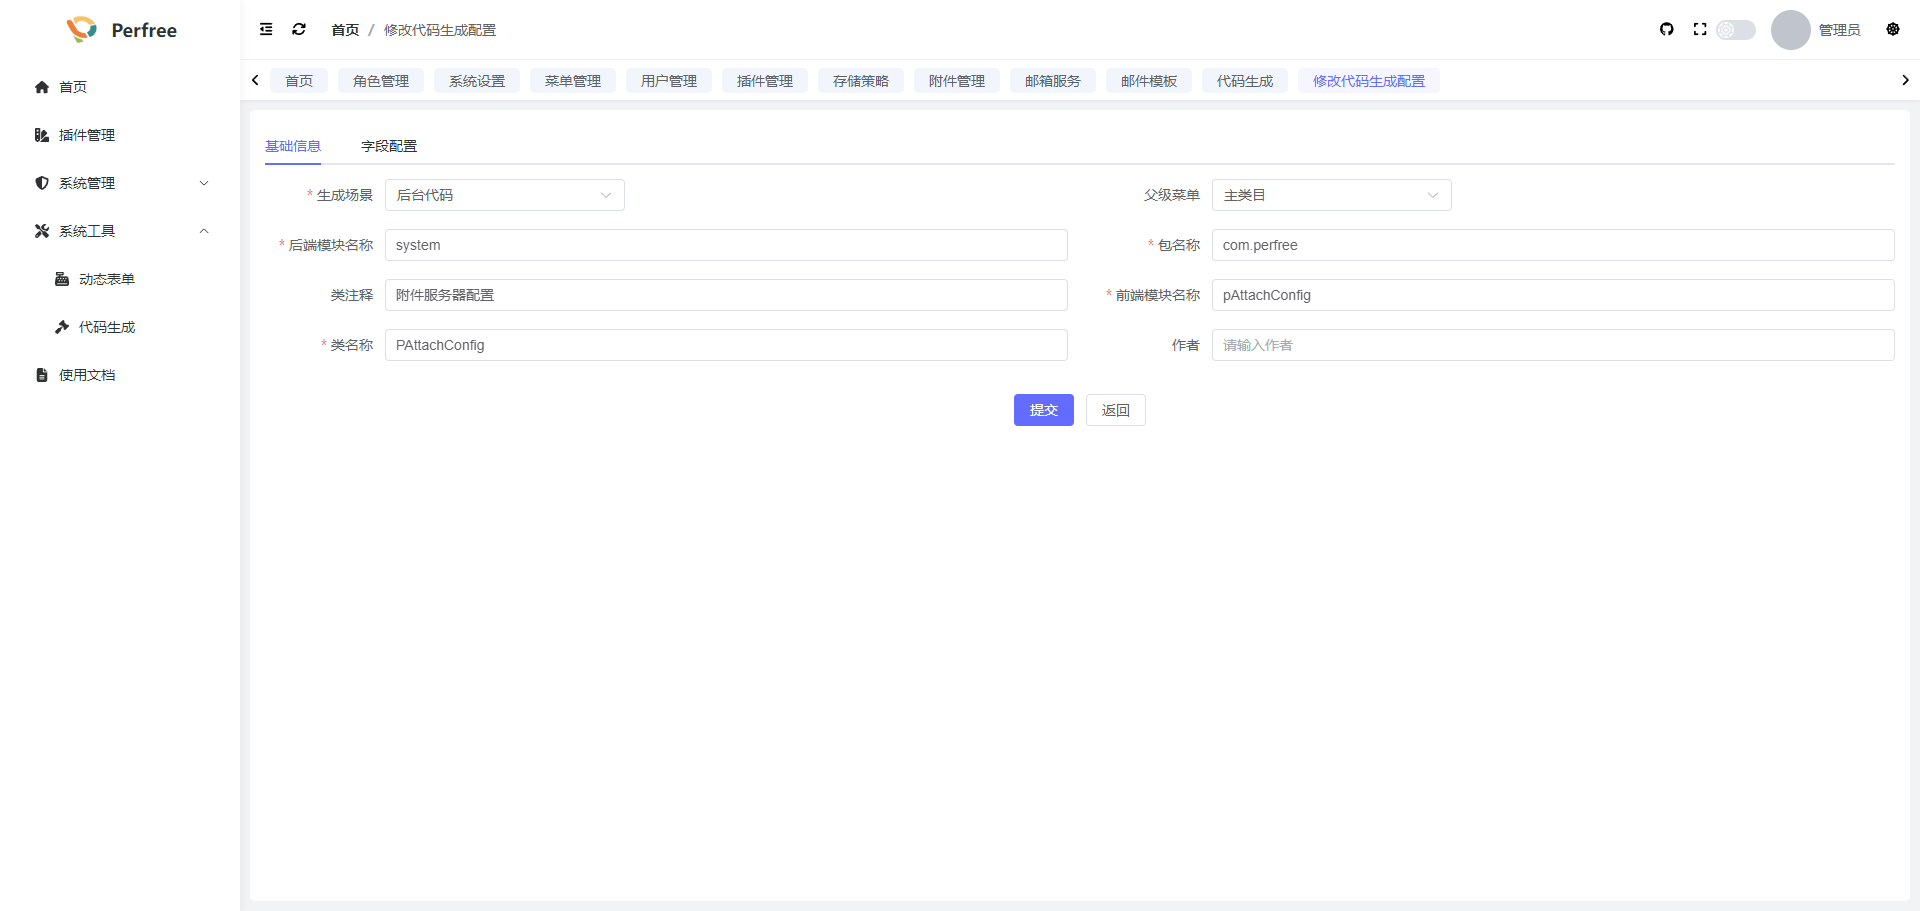 Perfree
首页
插件管理
系统管理
系统工具
动态表单
代码生成
使用文档
首页 / 修改代码生成配置
管理员
首页 角色管理 系统设置 菜单管理 用户管理 插件管理 存储策略 附件管理 邮箱服务 邮件模板 代码生成 修改代码生成配置
基础信息 字段配置
* 生成场景 后台代码 父级菜单 主类目
* 后端模块名称 system * 包名称 com.perfree
类注释 附件服务器配置 * 前端模块名称 pAttachConfig
* 类名称 PAttachConfig 作者 请输入作者
提交 返回